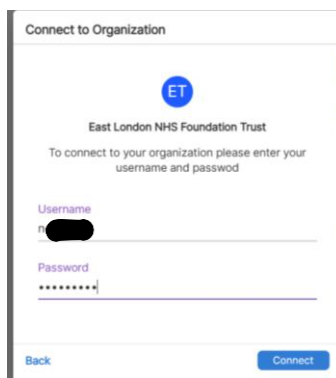 Connect to Organization
ET
East London NHS Foundation Trust
To connect to your organization please enter your
username and passwod
Username
n
Password
•••••••••
Back
Connect